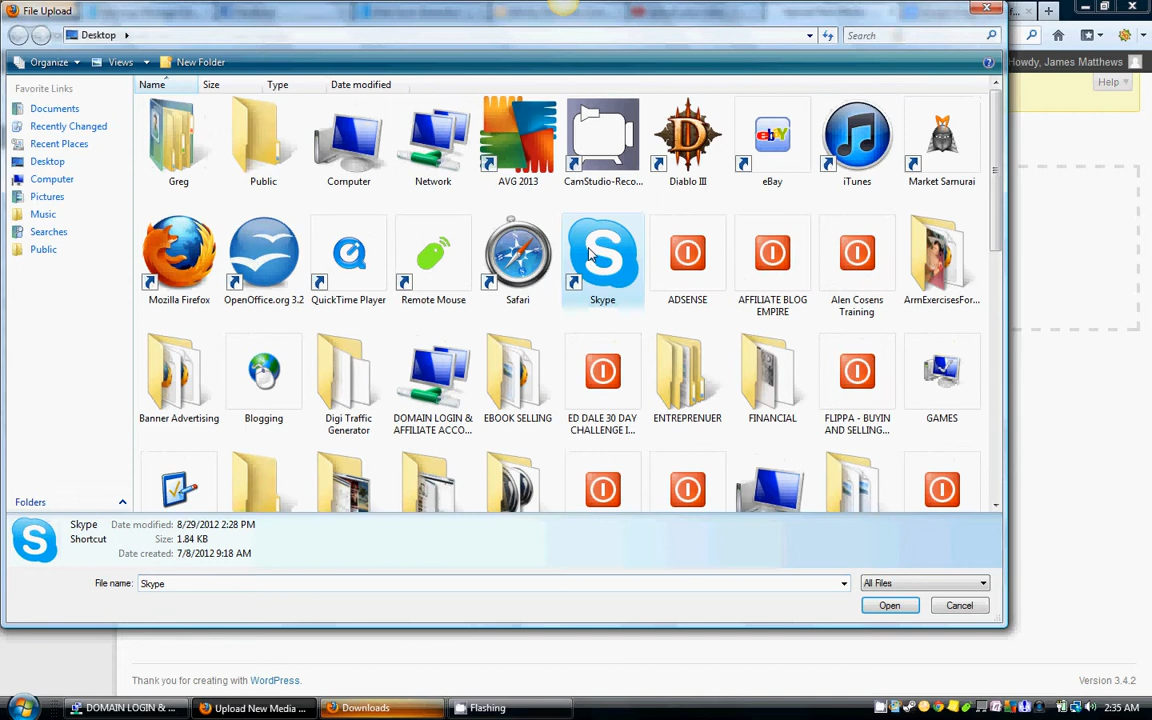 File Upload
Desktop
Search
f...
Organize
Views
New Folder
Howdy, James Matthews
Help
Favorite Links
Documents
Recently Changed
Recent Places
Desktop
Computer
Pictures
Music
Searches
Public
Folders
Name Size Type Date modified
Greg Public Computer Network AVG 2013 CamStudio-Reco... Diablo III eBay iTunes Market Samurai
Mozilla Firefox OpenOffice.org 3.2 QuickTime Player Remote Mouse Safari Skype ADSENSE AFFILIATE BLOG EMPIRE Alen Cosens Training ArmExercisesFor...
Banner Advertising Blogging Digi Traffic Generator DOMAIN LOGIN & AFFILIATE ACCO... EBOOK SELLING ED DALE 30 DAY CHALLENGE I... ENTREPRENUER FINANCIAL FLIPPA - BUYIN AND SELLING... GAMES
Skype Date modified: 8/29/2012 2:28 PM
Shortcut Size: 1.84 KB
Date created: 7/8/2012 9:18 AM
File name: Skype All Files
Open Cancel
Thank you for creating with WordPress. Version 3.4.2
DOMAIN LOGIN & ... Upload New Media ... Downloads Flashing 2:35 AM